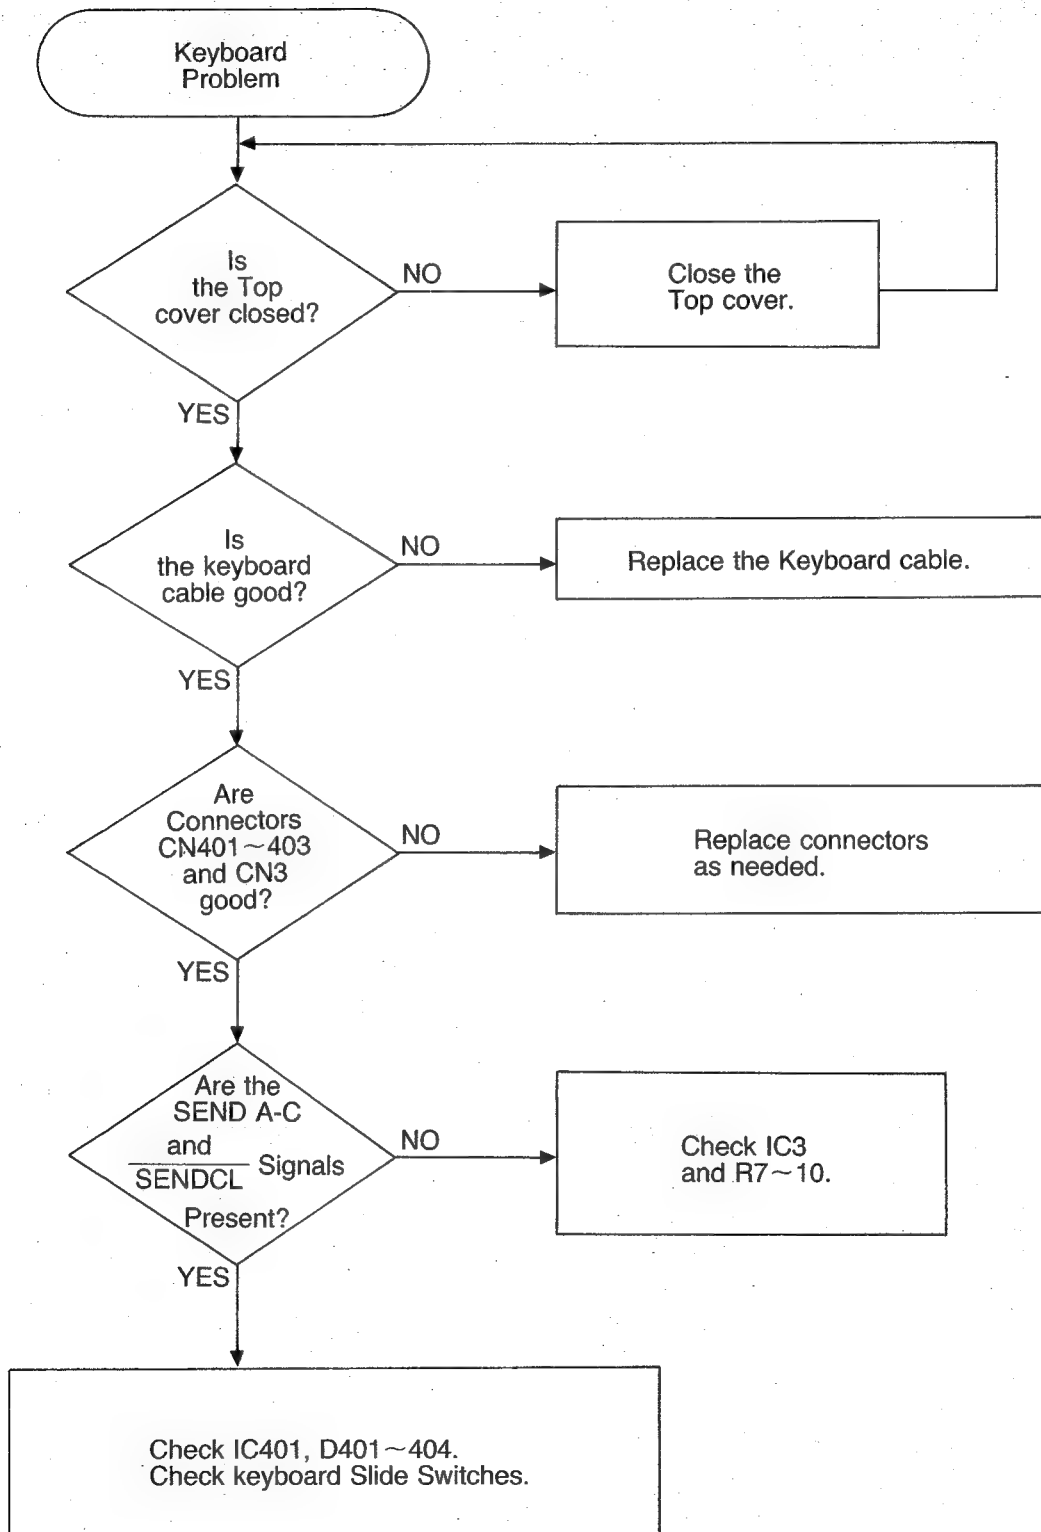 Keyboard
Problem
Is
the Top
cover closed?
NO
Close the
Top cover.
YES
Is
the keyboard
cable good?
NO
Replace the Keyboard cable.
YES
Are
Connectors
CN401~403
and CN3
good?
NO
Replace connectors
as needed.
YES
Are the
SEND A-C
and
SENDCL Signals
Present?
NO
Check IC3
and R7~10.
YES
Check IC401, D401~404.
Check keyboard Slide Switches.